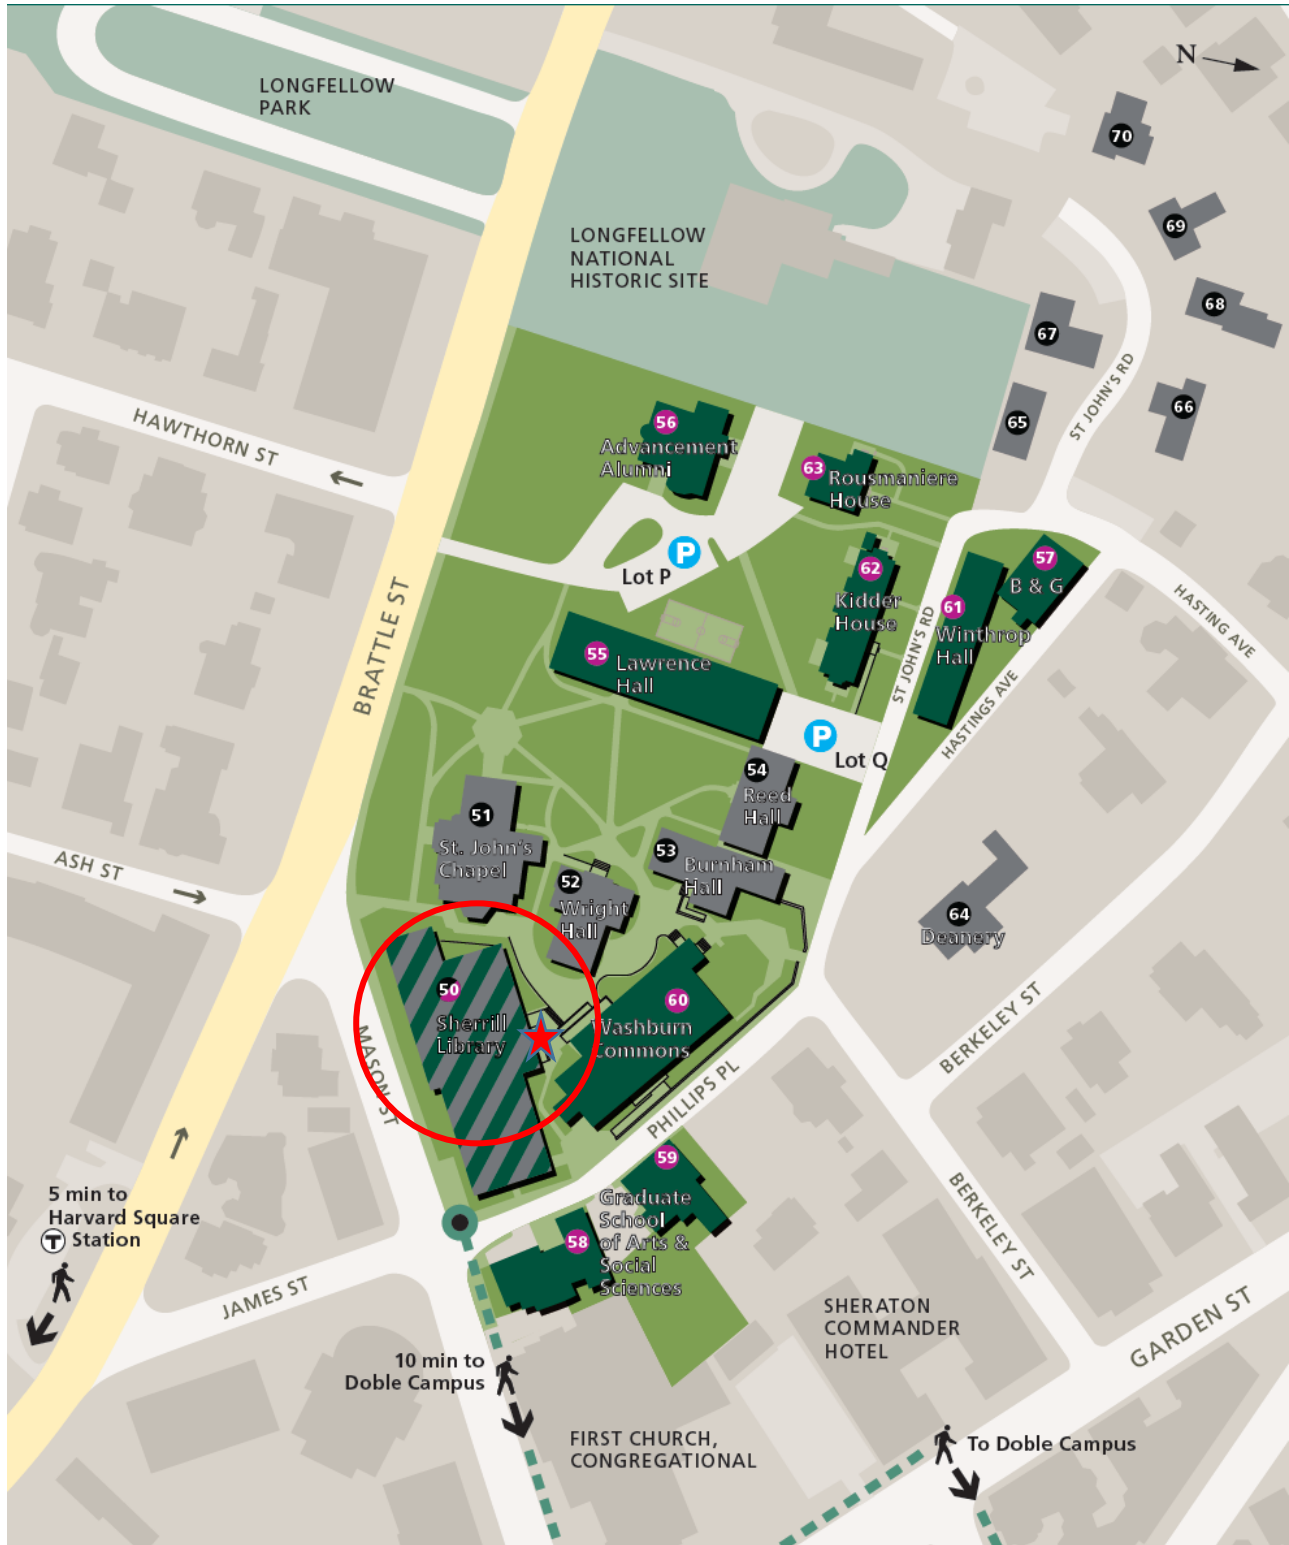 N
LONGFELLOW
PARK
70
69
LONGFELLOW
NATIONAL
HISTORIC SITE
68
67
66
65
ST JOHN'S RD
HAWTHORN ST
56
Advancement
Alumni
63
Rousmaniere
House
P
Lot P
62
Kidder
House
57
B & G
61
Winthrop
Hall
HASTING AVE
BRATTLE ST
55
Lawrence
Hall
ST JOHN'S RD
HASTINGS AVE
P
Lot Q
54
Reed
Hall
51
St. John's
Chapel
53
Burnham
Hall
52
Wright
Hall
ASH ST
64
Deanery
50
Sherrill
Library
60
Washburn
Commons
MASON ST
BERKELEY ST
PHILLIPS PL
59
Graduate
School
of Arts &
Social
Sciences
58
BERKELEY ST
5 min to
Harvard Square
T Station
JAMES ST
SHERATON
COMMANDER
HOTEL
GARDEN ST
10 min to
Doble Campus
FIRST CHURCH,
CONGREGATIONAL
To Doble Campus